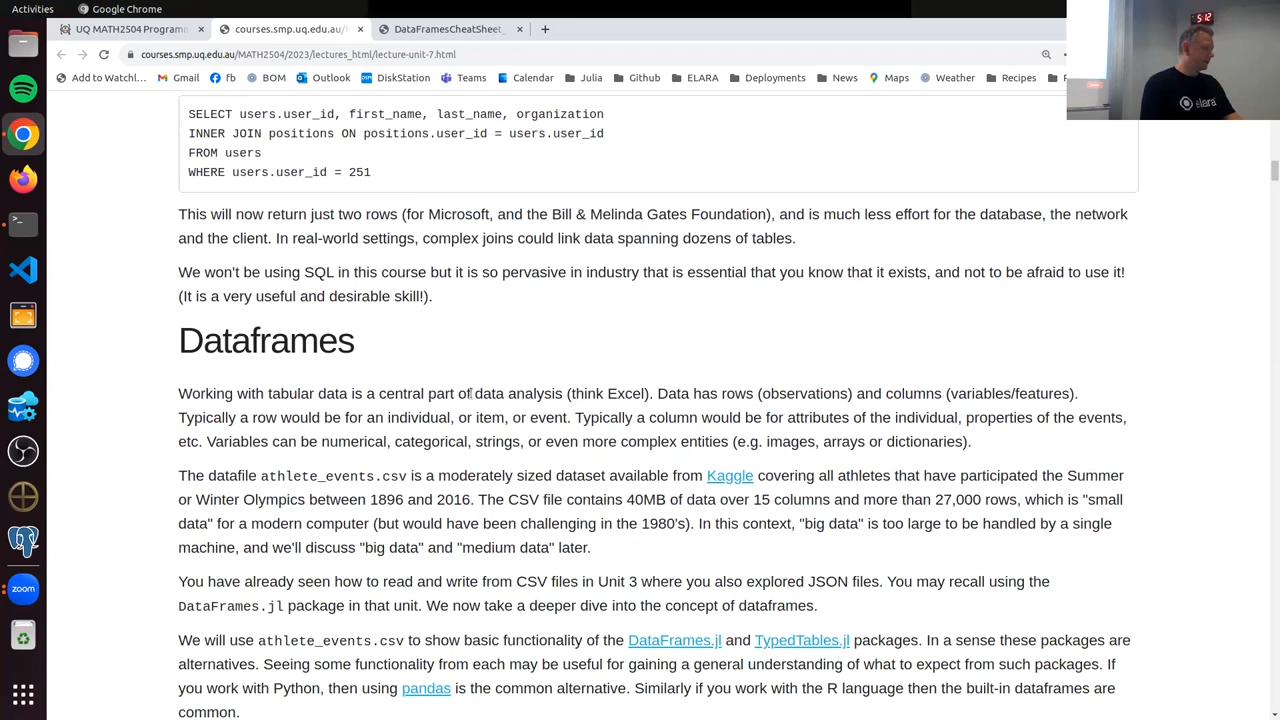 Activities
Google Chrome
UQ MATH2504 Programm
courses.smp.uq.edu.au/
DataFramesCheatSheet_
courses.smp.uq.edu.au/MATH2504/2023/lectures_html/lecture-unit-7.html
Add to Watchl… Gmail fb BOM Outlook DiskStation Teams Calendar Julia Github ELARA Deployments News Maps Weather Recipes
SELECT users.user_id, first_name, last_name, organization
INNER JOIN positions ON positions.user_id = users.user_id
FROM users
WHERE users.user_id = 251
This will now return just two rows (for Microsoft, and the Bill & Melinda Gates Foundation), and is much less effort for the database, the network
and the client. In real-world settings, complex joins could link data spanning dozens of tables.
We won't be using SQL in this course but it is so pervasive in industry that is essential that you know that it exists, and not to be afraid to use it!
(It is a very useful and desirable skill!).
Dataframes
Working with tabular data is a central part of data analysis (think Excel). Data has rows (observations) and columns (variables/features).
Typically a row would be for an individual, or item, or event. Typically a column would be for attributes of the individual, properties of the events,
etc. Variables can be numerical, categorical, strings, or even more complex entities (e.g. images, arrays or dictionaries).
The datafile athlete_events.csv is a moderately sized dataset available from Kaggle covering all athletes that have participated the Summer
or Winter Olympics between 1896 and 2016. The CSV file contains 40MB of data over 15 columns and more than 27,000 rows, which is "small
data" for a modern computer (but would have been challenging in the 1980's). In this context, "big data" is too large to be handled by a single
machine, and we'll discuss "big data" and "medium data" later.
You have already seen how to read and write from CSV files in Unit 3 where you also explored JSON files. You may recall using the
DataFrames.jl package in that unit. We now take a deeper dive into the concept of dataframes.
We will use athlete_events.csv to show basic functionality of the DataFrames.jl and TypedTables.jl packages. In a sense these packages are
alternatives. Seeing some functionality from each may be useful for gaining a general understanding of what to expect from such packages. If
you work with Python, then using pandas is the common alternative. Similarly if you work with the R language then the built-in dataframes are
common.
zoom
5:12
elara